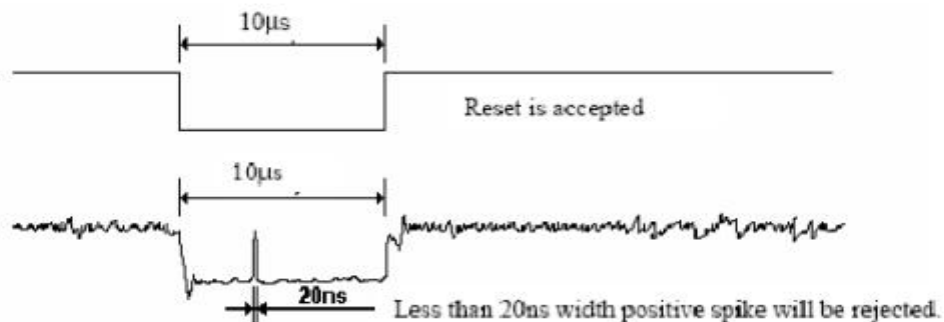 10µs
Reset is accepted
10µs
20ns
Less than 20ns width positive spike will be rejected.